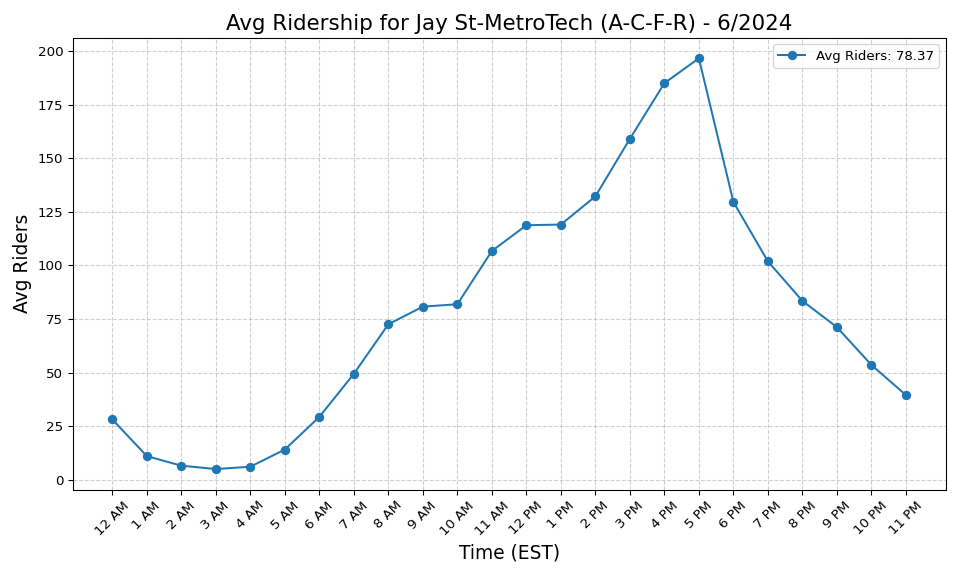 Avg Ridership for Jay St-MetroTech (A-C-F-R) - 6/2024
Avg Riders: 78.37
200
175
150
125
100
75
50
25
0
Avg Riders
12 AM
1 AM
2 AM
3 AM
4 AM
5 AM
6 AM
7 AM
8 AM
9 AM
10 AM
11 AM
12 PM
1 PM
2 PM
3 PM
4 PM
5 PM
6 PM
7 PM
8 PM
9 PM
10 PM
11 PM
Time (EST)